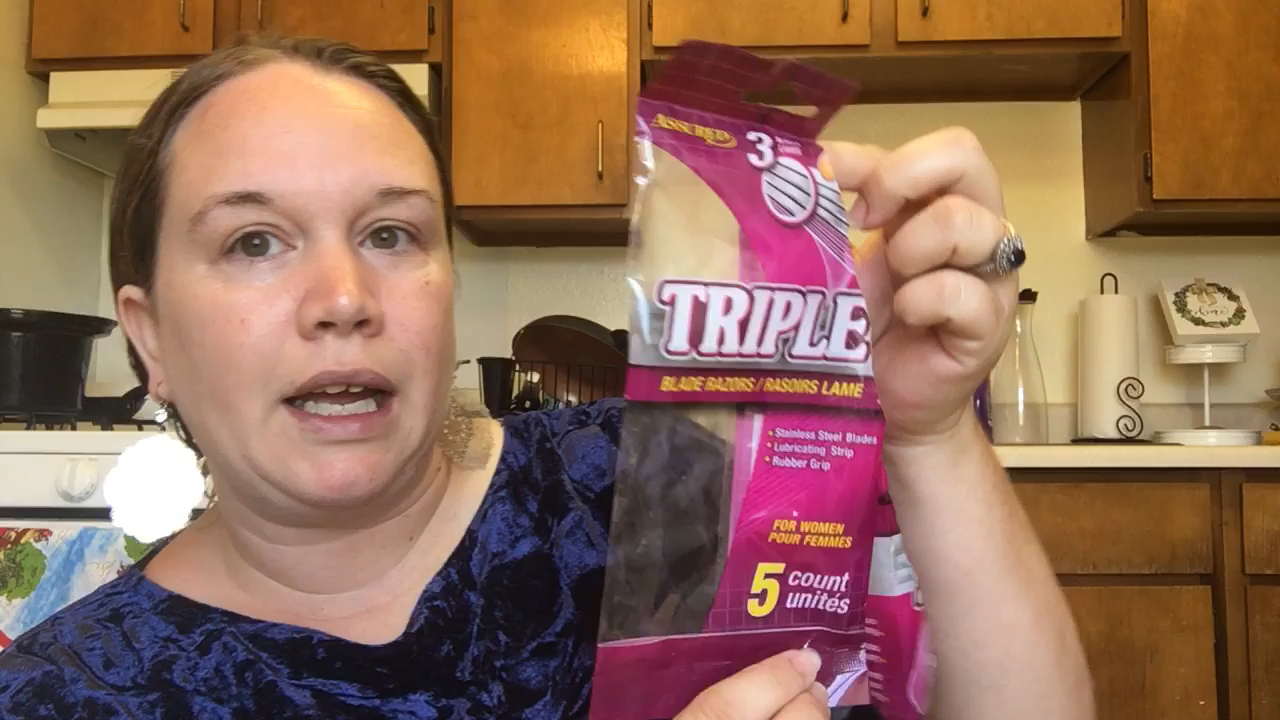 ASSURED
3
TRIPLE
BLADE RAZORS / RASOIRS LAME
• Stainless Steel Blades
• Lubricating Strip
• Rubber Grip
FOR WOMEN
POUR FEMMES
5 count
unités